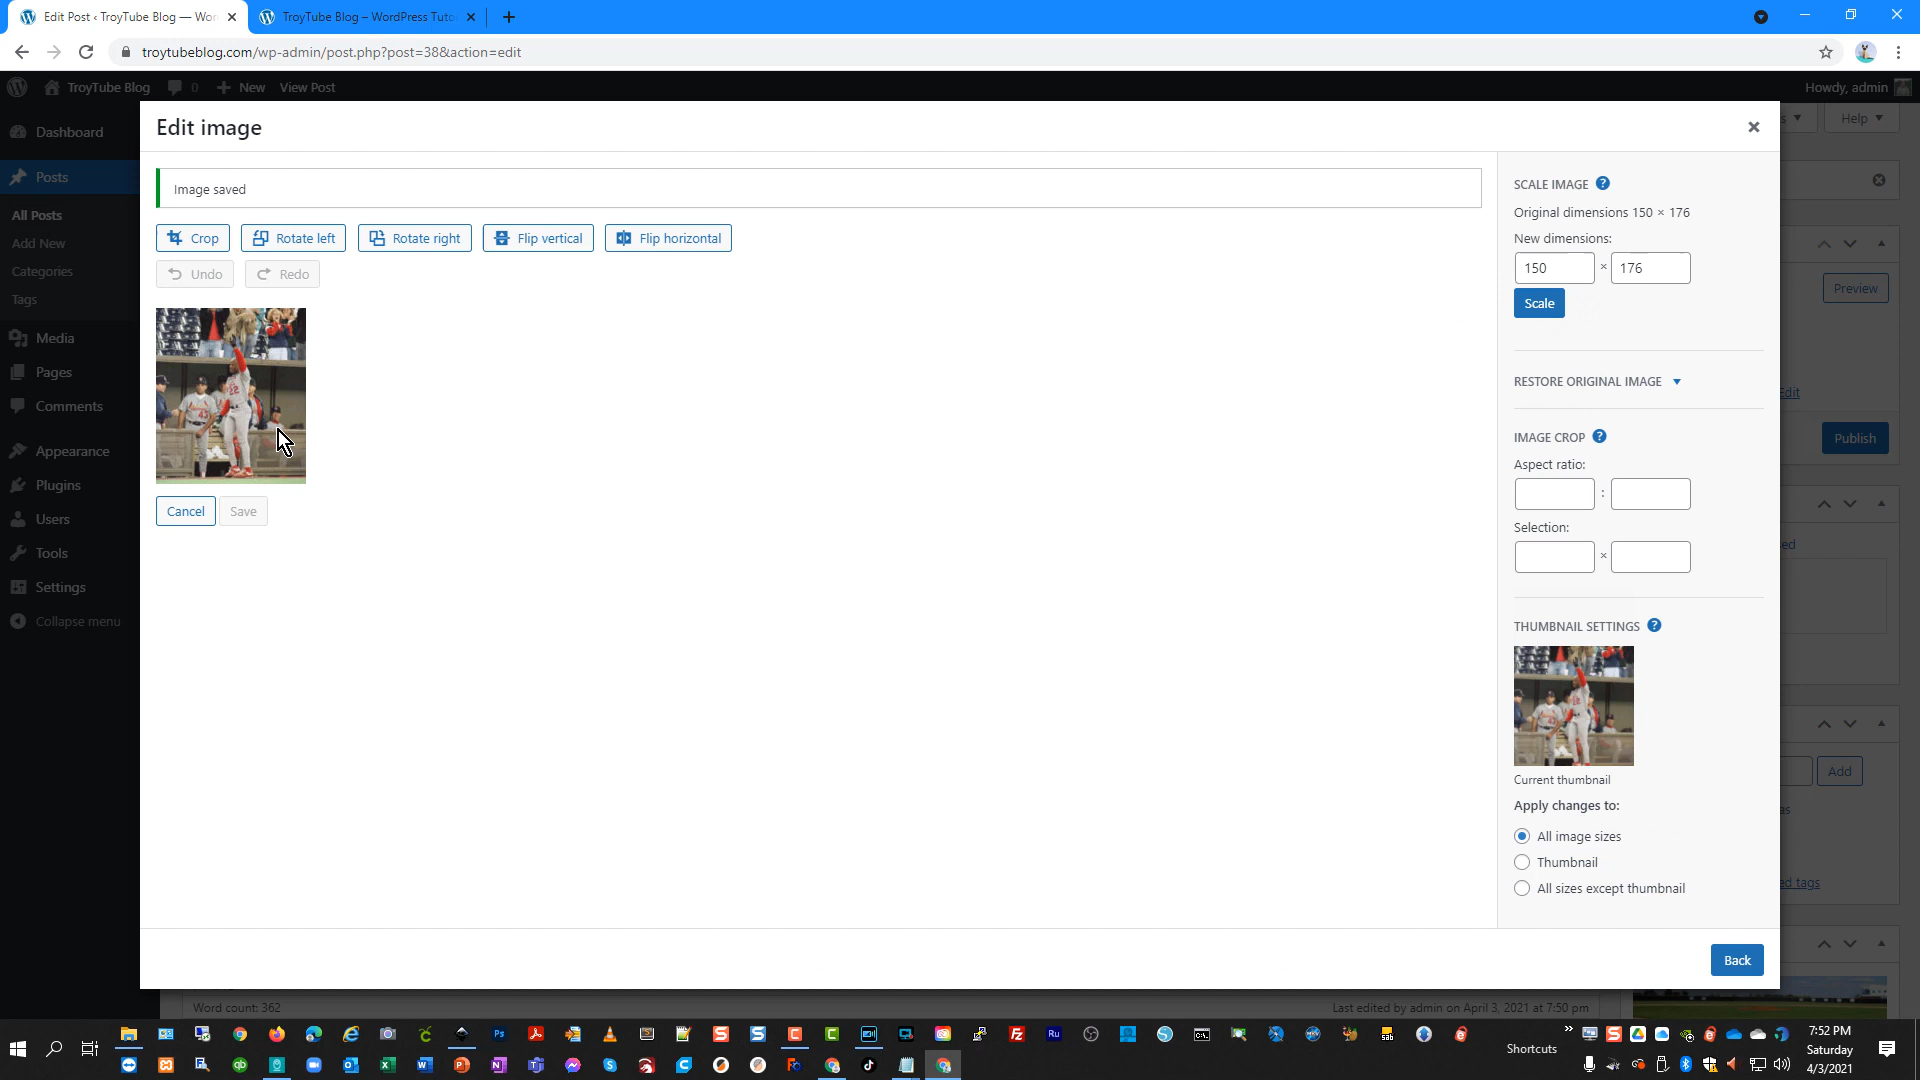 Edit Post ‹ TroyTube Blog — Wor
TroyTube Blog – WordPress Tuto
troytubeblog.com/wp-admin/post.php?post=38&action=edit
TroyTube Blog 0 New View Post
Howdy, admin
Dashboard
Posts
All Posts
Add New
Categories
Tags
Media
Pages
Comments
Appearance
Plugins
Users
Tools
Settings
Collapse menu
Edit image
Image saved
Crop Rotate left Rotate right Flip vertical Flip horizontal
Undo Redo
Cancel Save
SCALE IMAGE ?
Original dimensions 150 × 176
New dimensions:
150 × 176
Scale
RESTORE ORIGINAL IMAGE
IMAGE CROP ?
Aspect ratio:
:
Selection:
×
THUMBNAIL SETTINGS ?
Current thumbnail
Apply changes to:
All image sizes
Thumbnail
All sizes except thumbnail
Back
s Help
Preview
Edit
Publish
ed
Add
as
ed tags
Word count: 362
Last edited by admin on April 3, 2021 at 7:50 pm
Shortcuts
7:52 PM
Saturday
4/3/2021